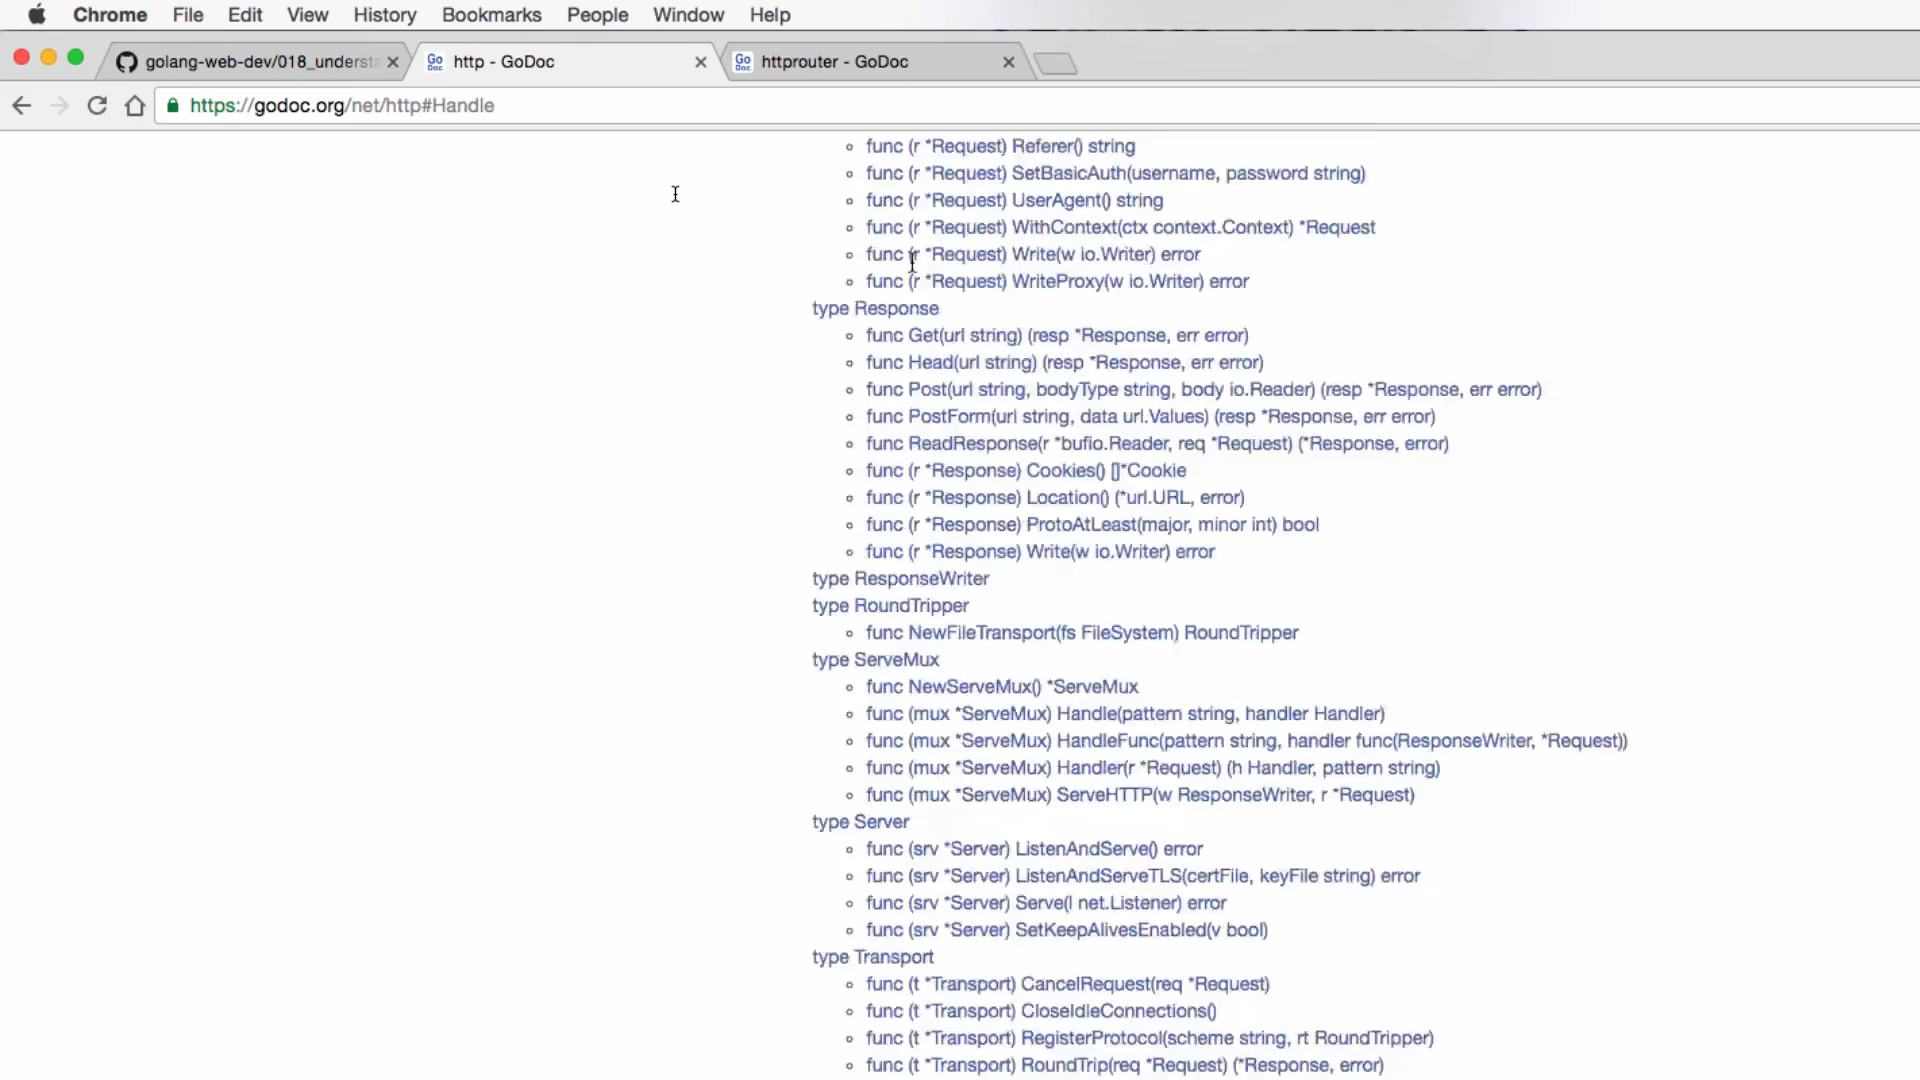 Chrome File Edit View History Bookmarks People Window Help
golang-web-dev/018_understa
http - GoDoc
httprouter - GoDoc
https://godoc.org/net/http#Handle
func (r *Request) Referer() string
func (r *Request) SetBasicAuth(username, password string)
func (r *Request) UserAgent() string
func (r *Request) WithContext(ctx context.Context) *Request
func (r *Request) Write(w io.Writer) error
func (r *Request) WriteProxy(w io.Writer) error
type Response
func Get(url string) (resp *Response, err error)
func Head(url string) (resp *Response, err error)
func Post(url string, bodyType string, body io.Reader) (resp *Response, err error)
func PostForm(url string, data url.Values) (resp *Response, err error)
func ReadResponse(r *bufio.Reader, req *Request) (*Response, error)
func (r *Response) Cookies() []*Cookie
func (r *Response) Location() (*url.URL, error)
func (r *Response) ProtoAtLeast(major, minor int) bool
func (r *Response) Write(w io.Writer) error
type ResponseWriter
type RoundTripper
func NewFileTransport(fs FileSystem) RoundTripper
type ServeMux
func NewServeMux() *ServeMux
func (mux *ServeMux) Handle(pattern string, handler Handler)
func (mux *ServeMux) HandleFunc(pattern string, handler func(ResponseWriter, *Request))
func (mux *ServeMux) Handler(r *Request) (h Handler, pattern string)
func (mux *ServeMux) ServeHTTP(w ResponseWriter, r *Request)
type Server
func (srv *Server) ListenAndServe() error
func (srv *Server) ListenAndServeTLS(certFile, keyFile string) error
func (srv *Server) Serve(l net.Listener) error
func (srv *Server) SetKeepAlivesEnabled(v bool)
type Transport
func (t *Transport) CancelRequest(req *Request)
func (t *Transport) CloseIdleConnections()
func (t *Transport) RegisterProtocol(scheme string, rt RoundTripper)
func (t *Transport) RoundTrip(req *Request) (*Response, error)